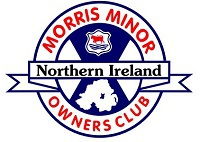 MORRIS MINOR
Northern Ireland
OWNERS CLUB